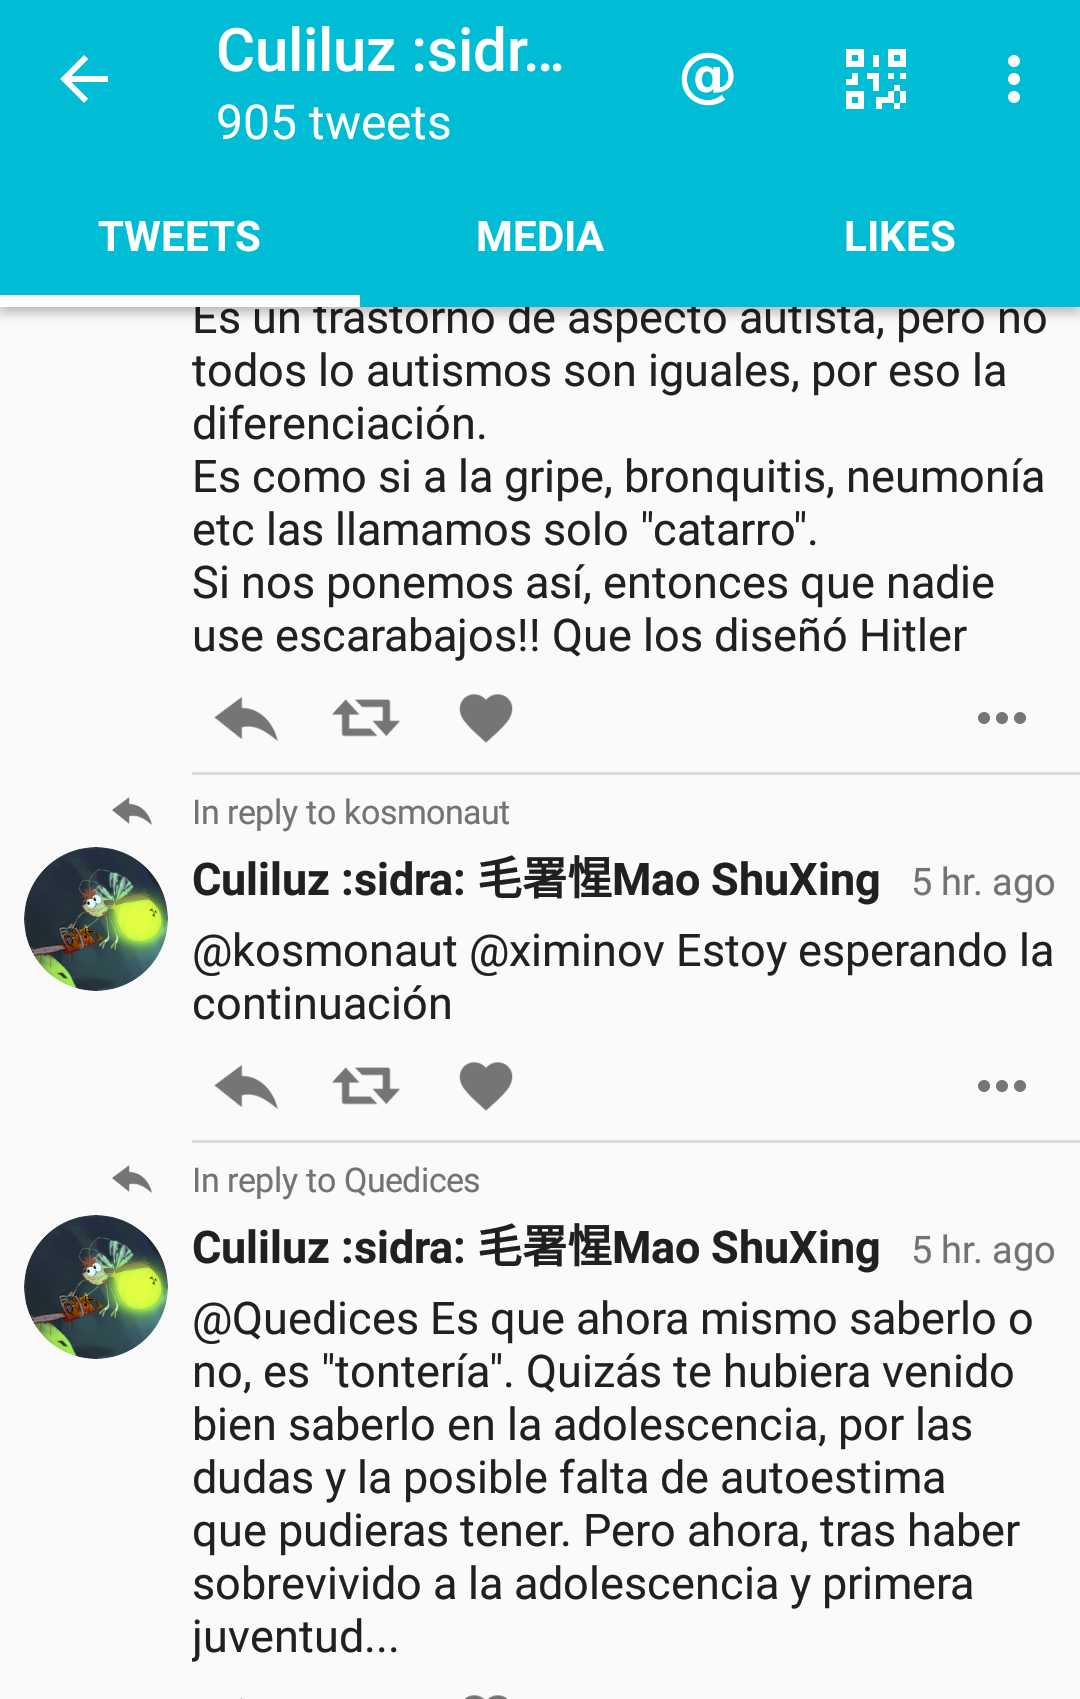 Culiluz :sidr...
905 tweets
@
TWEETS MEDIA LIKES
Es un trastorno de aspecto autista, pero no
todos lo autismos son iguales, por eso la
diferenciación.
Es como si a la gripe, bronquitis, neumonía
etc las llamamos solo "catarro".
Si nos ponemos así, entonces que nadie
use escarabajos!! Que los diseñó Hitler
In reply to kosmonaut
Culiluz :sidra: 毛署惺Mao ShuXing 5 hr. ago
@kosmonaut @ximinov Estoy esperando la
continuación
In reply to Quedices
Culiluz :sidra: 毛署惺Mao ShuXing 5 hr. ago
@Quedices Es que ahora mismo saberlo o
no, es "tontería". Quizás te hubiera venido
bien saberlo en la adolescencia, por las
dudas y la posible falta de autoestima
que pudieras tener. Pero ahora, tras haber
sobrevivido a la adolescencia y primera
juventud...